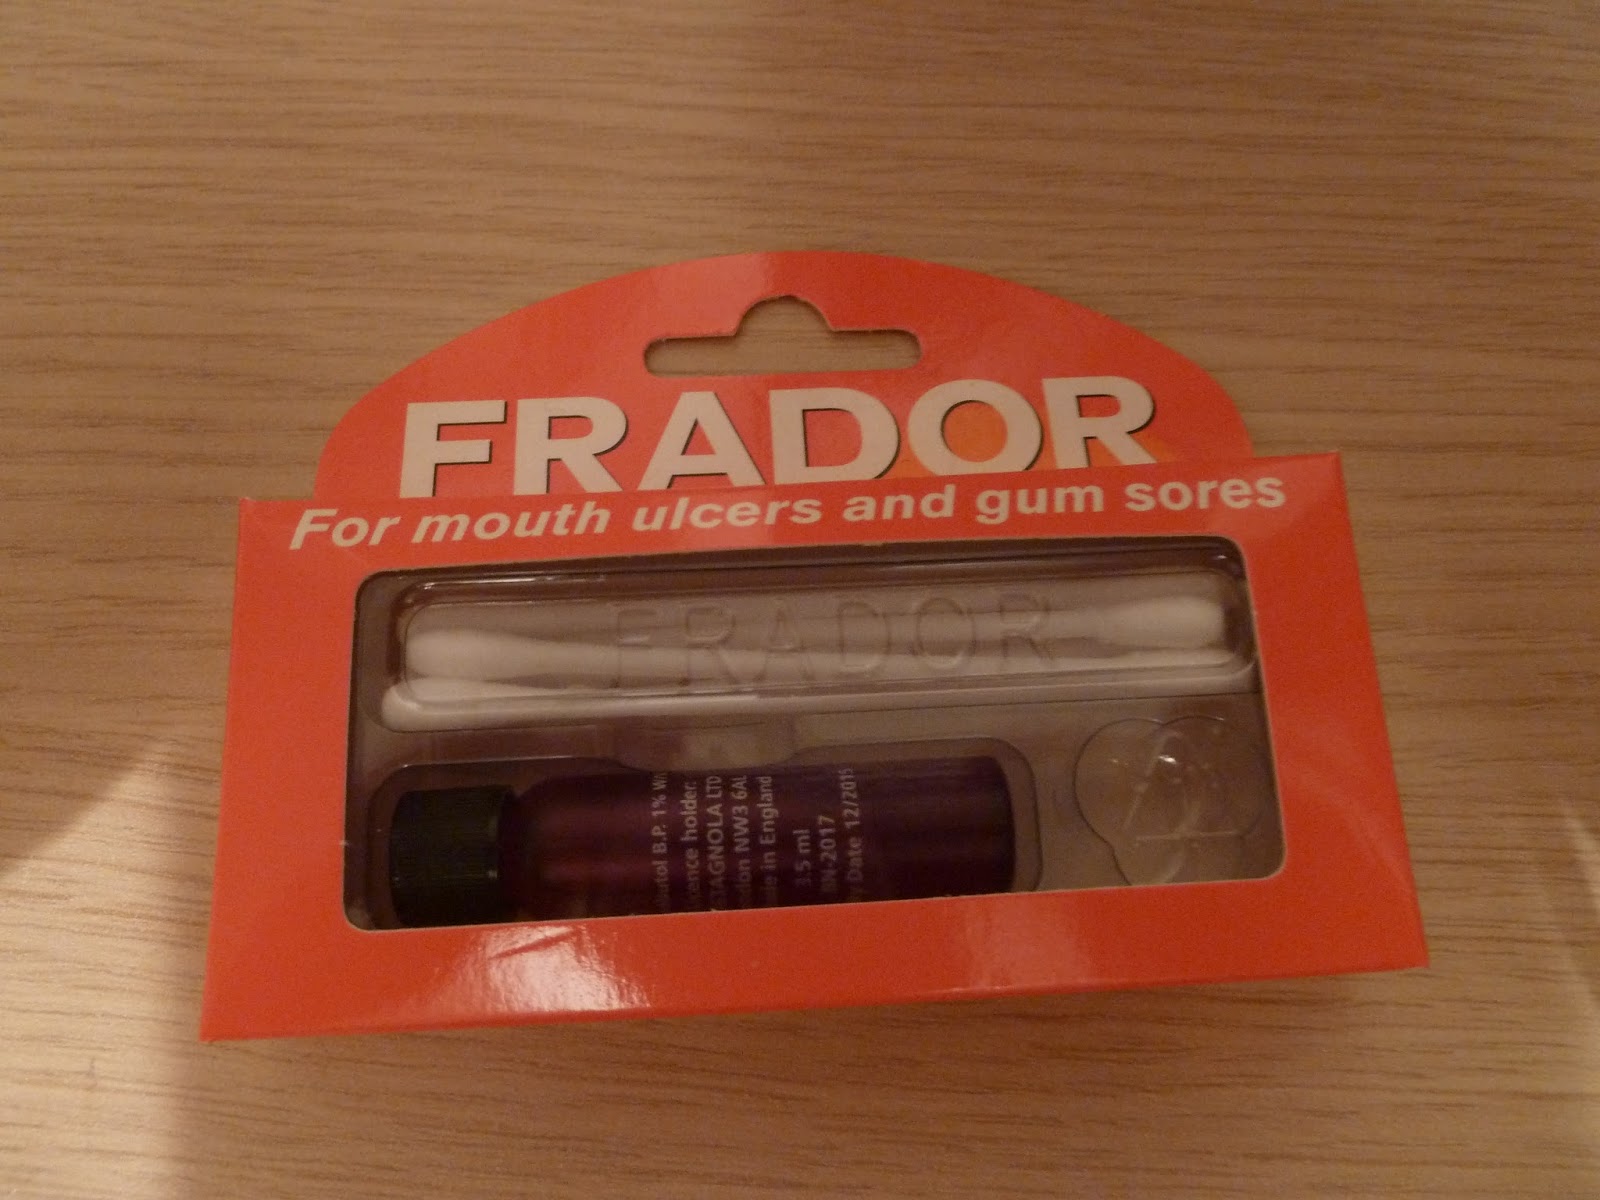 FRADOR
For mouth ulcers and gum sores
FRADOR
B.P. 1%
holder:
LTD
NW3 6AL
in England
3.5 ml
BN-2017
Date 12/2015